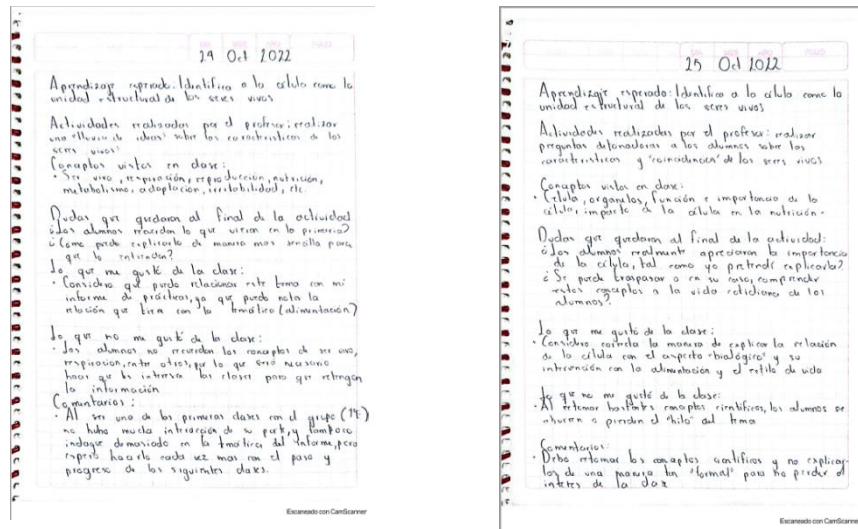 24 Oct 2022
Aprendizaje esperado: Identifica a la célula como la
unidad estructural de los seres vivos
Actividades realizadas por el profesor: realizar
una "lluvia de ideas" sobre las características de los
seres vivos
Conceptos vistos en clase:
• Ser vivo, respiración, reproducción, nutrición,
metabolismo, adaptación, irritabilidad, etc.
Dudas que quedaron al final de la actividad
¿Los alumnos recuerdan lo que vieron en la primaria?
¿Como puedo explicarlo de manera mas sencilla para
que lo entiendan?
Lo que me gustó de la clase:
• Considero que puedo relacionar este tema con mi
informe de prácticas, ya que puedo notar la
relación que tiene con la temática (alimentación)
Lo que no me gustó de la clase:
• Los alumnos no recuerdan los conceptos de ser vivo,
respiracion, entre otros, por lo que será necesario
hacer que les interesen las clases para que retengan
la información
Comentarios:
• Al ser una de las primeras clases con el grupo (1ºE)
no hubo mucha interacción de su parte, y tampoco
indague demasiado en la temática del informe, pero
espero hacerlo cada vez mas con el paso y
progreso de las siguientes clases.
Escaneado con CamScanner
25 Oct 2022
Aprendizaje esperado: Identifica a la célula como la
unidad estructural de los seres vivos
Actividades realizadas por el profesor: realizar
preguntas detonadoras a los alumnos sobre las
características y "coincidencias" de los seres vivos
Conceptos vistos en clase:
• Célula, organelos, función e importancia de la
célula, de la célula en la nutrición.
Dudas que quedaron al final de la actividad:
¿Los alumnos realmente apreciaron la importancia
de la célula, tal como yo pretendí explicarla?
¿Se puede traspasar o en su caso, comprender
estos conceptos a la vida cotidiana de los
alumnos?
Lo que me gustó de la clase:
• Considero correcta la manera de explicar la relación
de la célula con el aspecto "biológico" y su
intervención con la alimentación y el estilo de vida
Lo que no me gustó de la clase:
• Al retomar bastantes conceptos científicos, los alumnos se
aburren o pierden el "hilo" del tema
Comentarios:
• Debo retomar los conceptos científicos y no explicar-
los de una manera tan "formal" para no perder el
interés de la clase
Escaneado con CamScanner